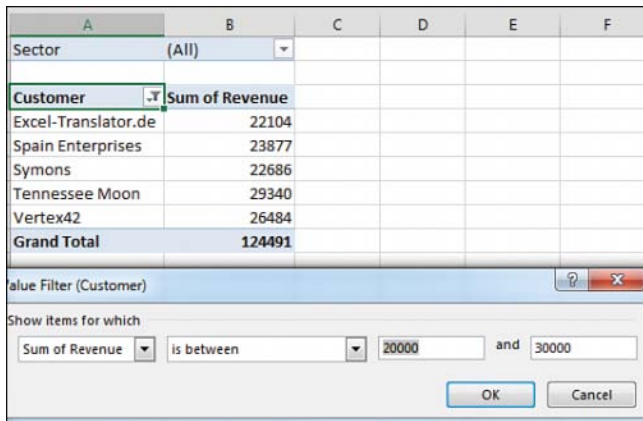 A B C D E F
Sector (All)
Customer Sum of Revenue
Excel-Translator.de 22104
Spain Enterprises 23877
Symons 22686
Tennessee Moon 29340
Vertex42 26484
Grand Total 124491
alue Filter (Customer)
Show items for which
Sum of Revenue is between 20000 and 30000
OK Cancel